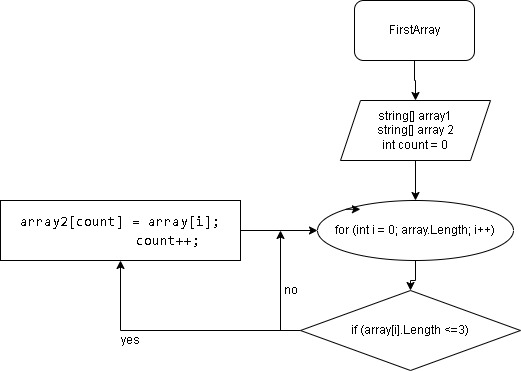 FirstArray
string[] array1
string[] array 2
int count = 0
for (int i = 0; array.Length; i++)
array2[count] = array[i];
count++;
no
if (array[i].Length <=3)
yes